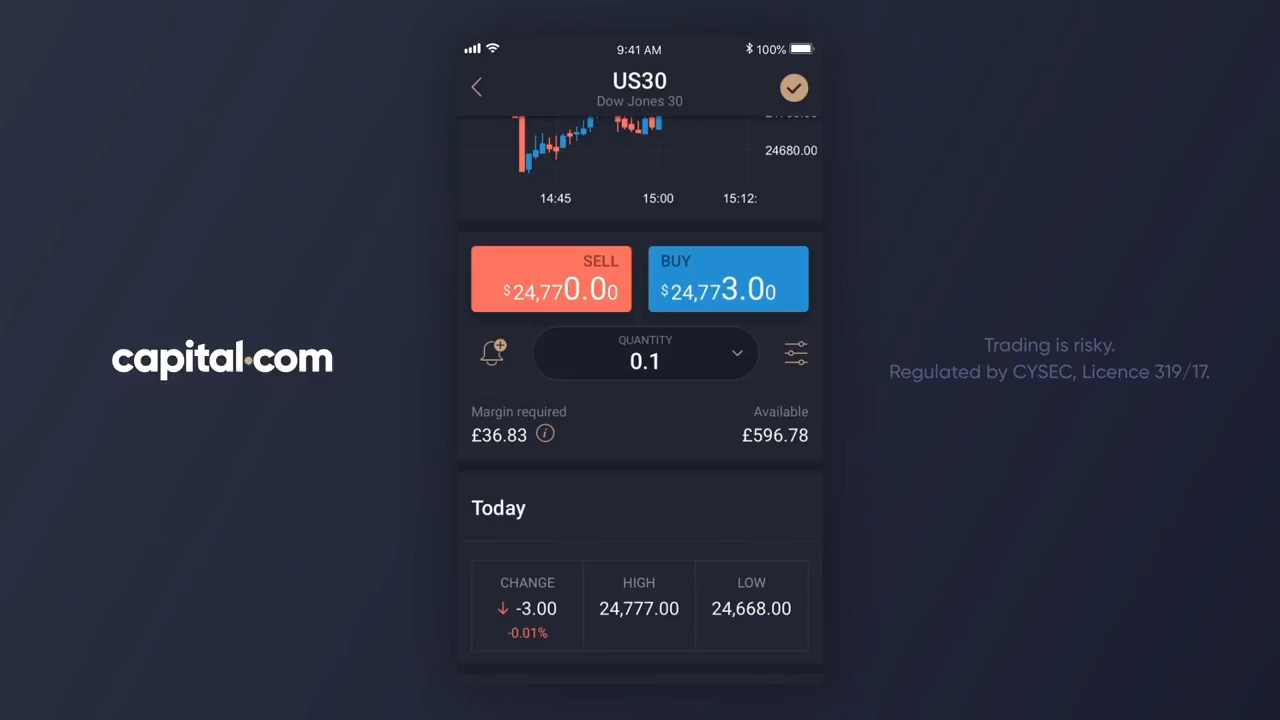 9:41 AM
100%
US30
Dow Jones 30
24680.00
14:45
15:00
15:12:
SELL
$24,770.00
BUY
$24,773.00
QUANTITY
0.1
Margin required
£36.83
Available
£596.78
capital.com
Trading is risky.
Regulated by CYSEC, Licence 319/17.
Today
CHANGE
HIGH
LOW
-3.00
24,777.00
24,668.00
-0.01%